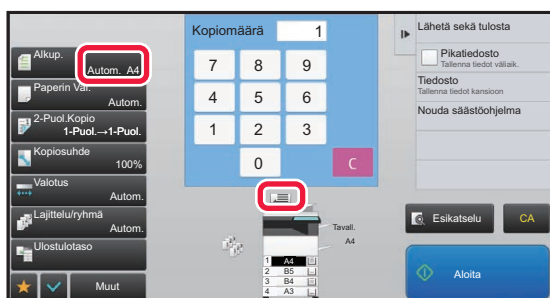 Alkup.
Autom. A4
Paperin Val.
Autom.
2-Puol.Kopio
1-Puol.→1-Puol.
Kopiosuhde
100%
Valotus
Autom.
Lajittelu/ryhmä
Autom.
Ulostulotaso
Muut
Kopiomäärä 1
7 8 9
4 5 6
1 2 3
0 C
Tavall.
A4
1 A4
2 B5
3 B4
4 A3
Lähetä sekä tulosta
Pikatiedosto
Tallenna tiedot väliaik.
Tiedosto
Tallenna tiedot kansioon
Nouda säästöohjelma
Esikatselu CA
Aloita